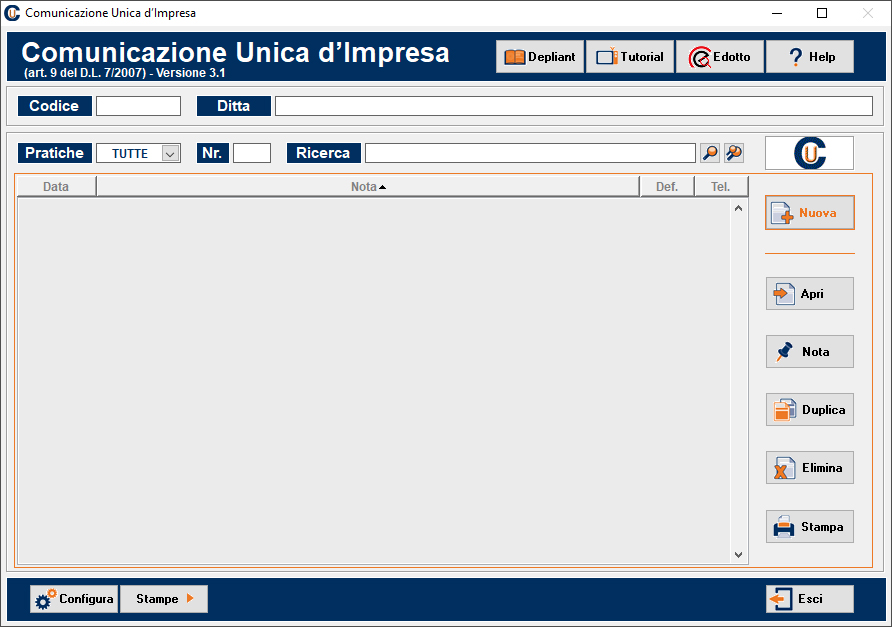 Comunicazione Unica d'Impresa
Comunicazione Unica d'Impresa
(art. 9 del D.L. 7/2007) - Versione 3.1
Depliant Tutorial Edotto ? Help
Codice Ditta
Pratiche TUTTE Nr. Ricerca CU
Data Nota Def. Tel.
Nuova
Apri
Nota
Duplica
Elimina
Stampa
Configura Stampe Esci